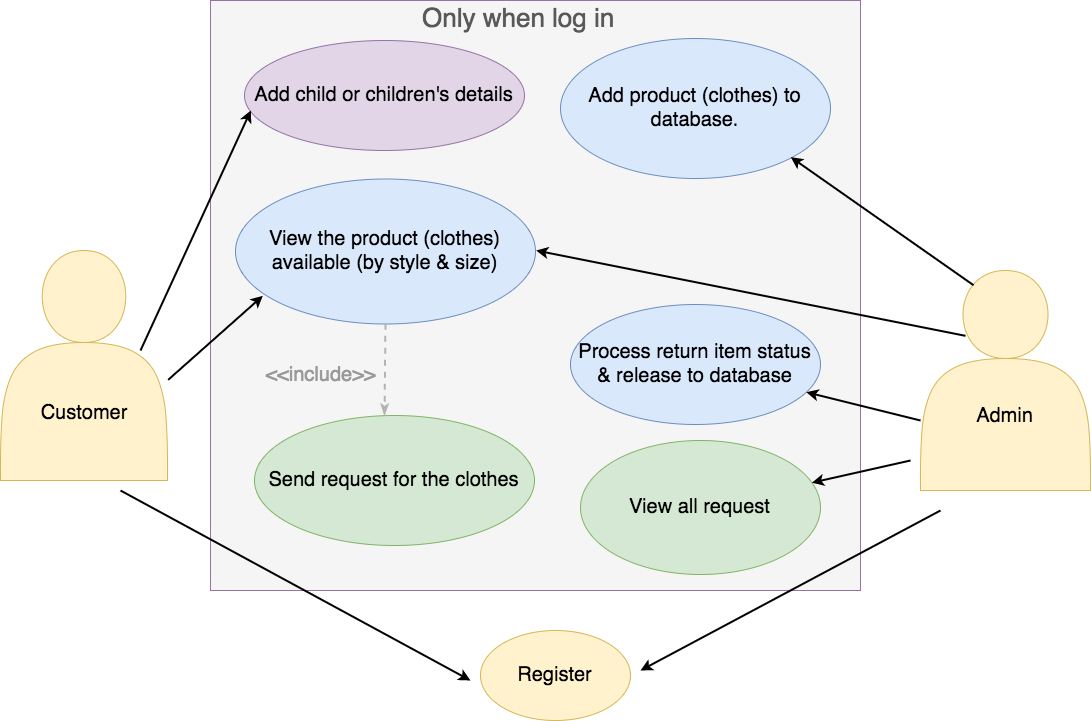 Only when log in
Add child or children's details
Add product (clothes) to
database.
View the product (clothes)
available (by style & size)
Process return item status
& release to database
<<include>>
Customer
Admin
Send request for the clothes
View all request
Register